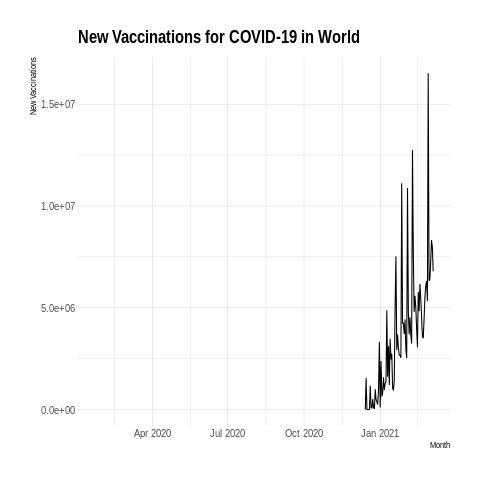 New Vaccinations for COVID-19 in World
New Vaccinations
1.5e+07
1.0e+07
5.0e+06
0.0e+00
Apr 2020
Jul 2020
Oct 2020
Jan 2021
Month